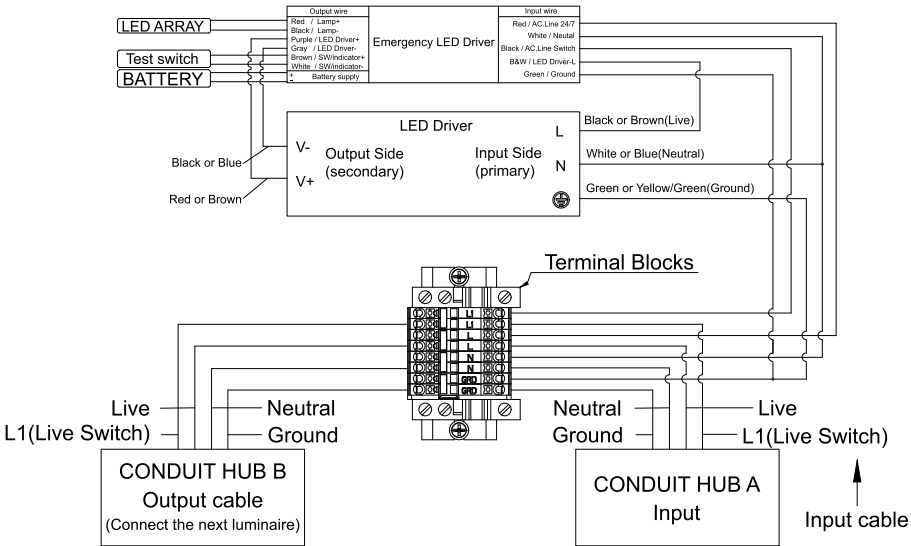 Output wire
Input wire
LED ARRAY
Red / Lamp+
Black / Lamp-
Purple / LED Driver+
Gray / LED Driver-
Test switch
Brown / SW/indicator+
White / SW/indicator-
BATTERY
+
-
Battery supply
Emergency LED Driver
Red / AC.Line 24/7
White / Neutal
Black / AC.Line Switch
B&W / LED Driver-L
Green / Ground
LED Driver
V-
V+
Output Side
(secondary)
Input Side
(primary)
L
N
Black or Brown(Live)
White or Blue(Neutral)
Green or Yellow/Green(Ground)
Black or Blue
Red or Brown
Terminal Blocks
L1
L1
L
L
N
N
GRD
GRD
Live
Neutral
L1(Live Switch)
Ground
Neutral
Live
Ground
L1(Live Switch)
CONDUIT HUB B
Output cable
(Connect the next luminaire)
CONDUIT HUB A
Input
Input cable